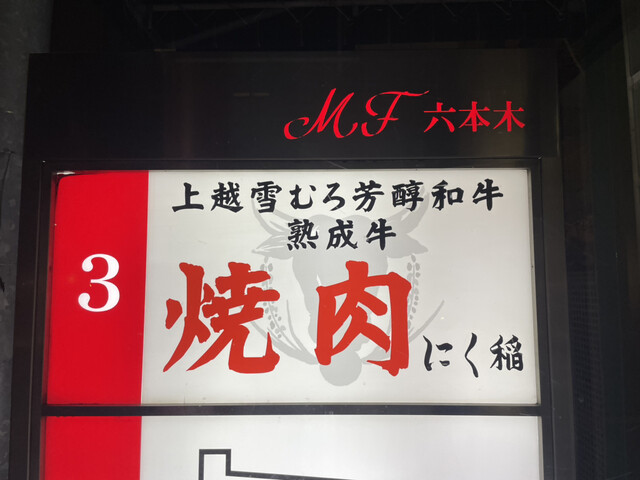 MF 六本木
上越雪むろ芳醇和牛
熟成牛
3
焼肉 にく稲